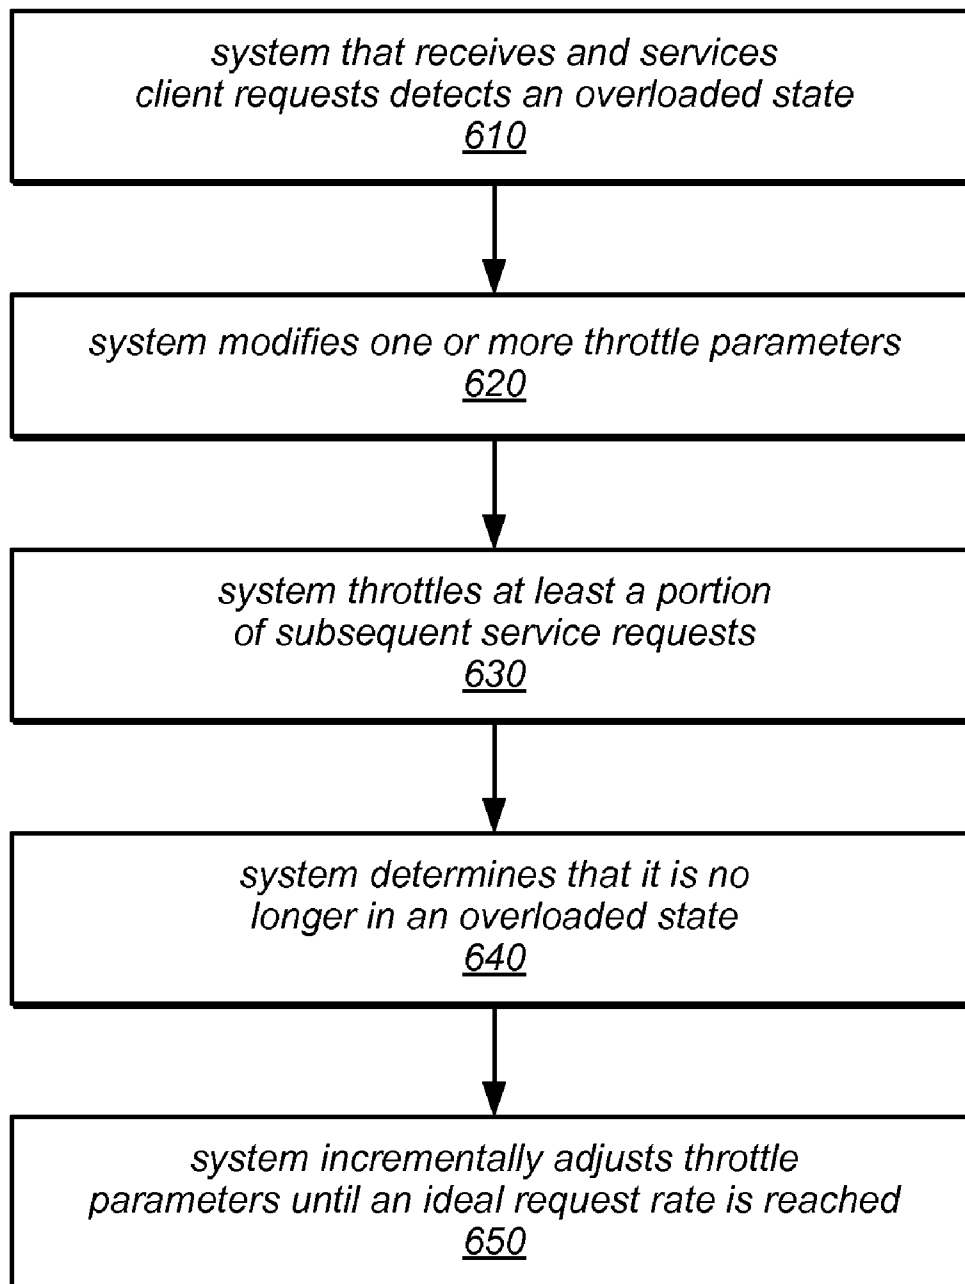 system that receives and services
client requests detects an overloaded state
610
system modifies one or more throttle parameters
620
system throttles at least a portion
of subsequent service requests
630
system determines that it is no
longer in an overloaded state
640
system incrementally adjusts throttle
parameters until an ideal request rate is reached
650